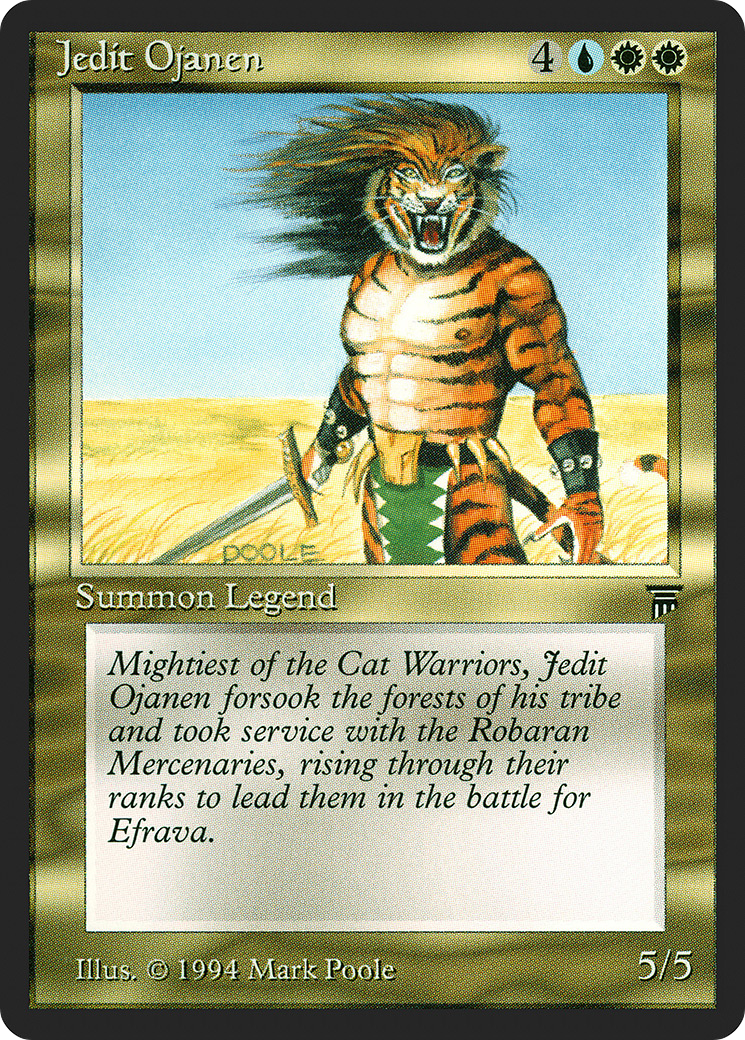 Jedit Ojanen
4
POOLE
Summon Legend
Mightiest of the Cat Warriors, Jedit
Ojanen forsook the forests of his tribe
and took service with the Robaran
Mercenaries, rising through their
ranks to lead them in the battle for
Efrava.
Illus. © 1994 Mark Poole
5/5